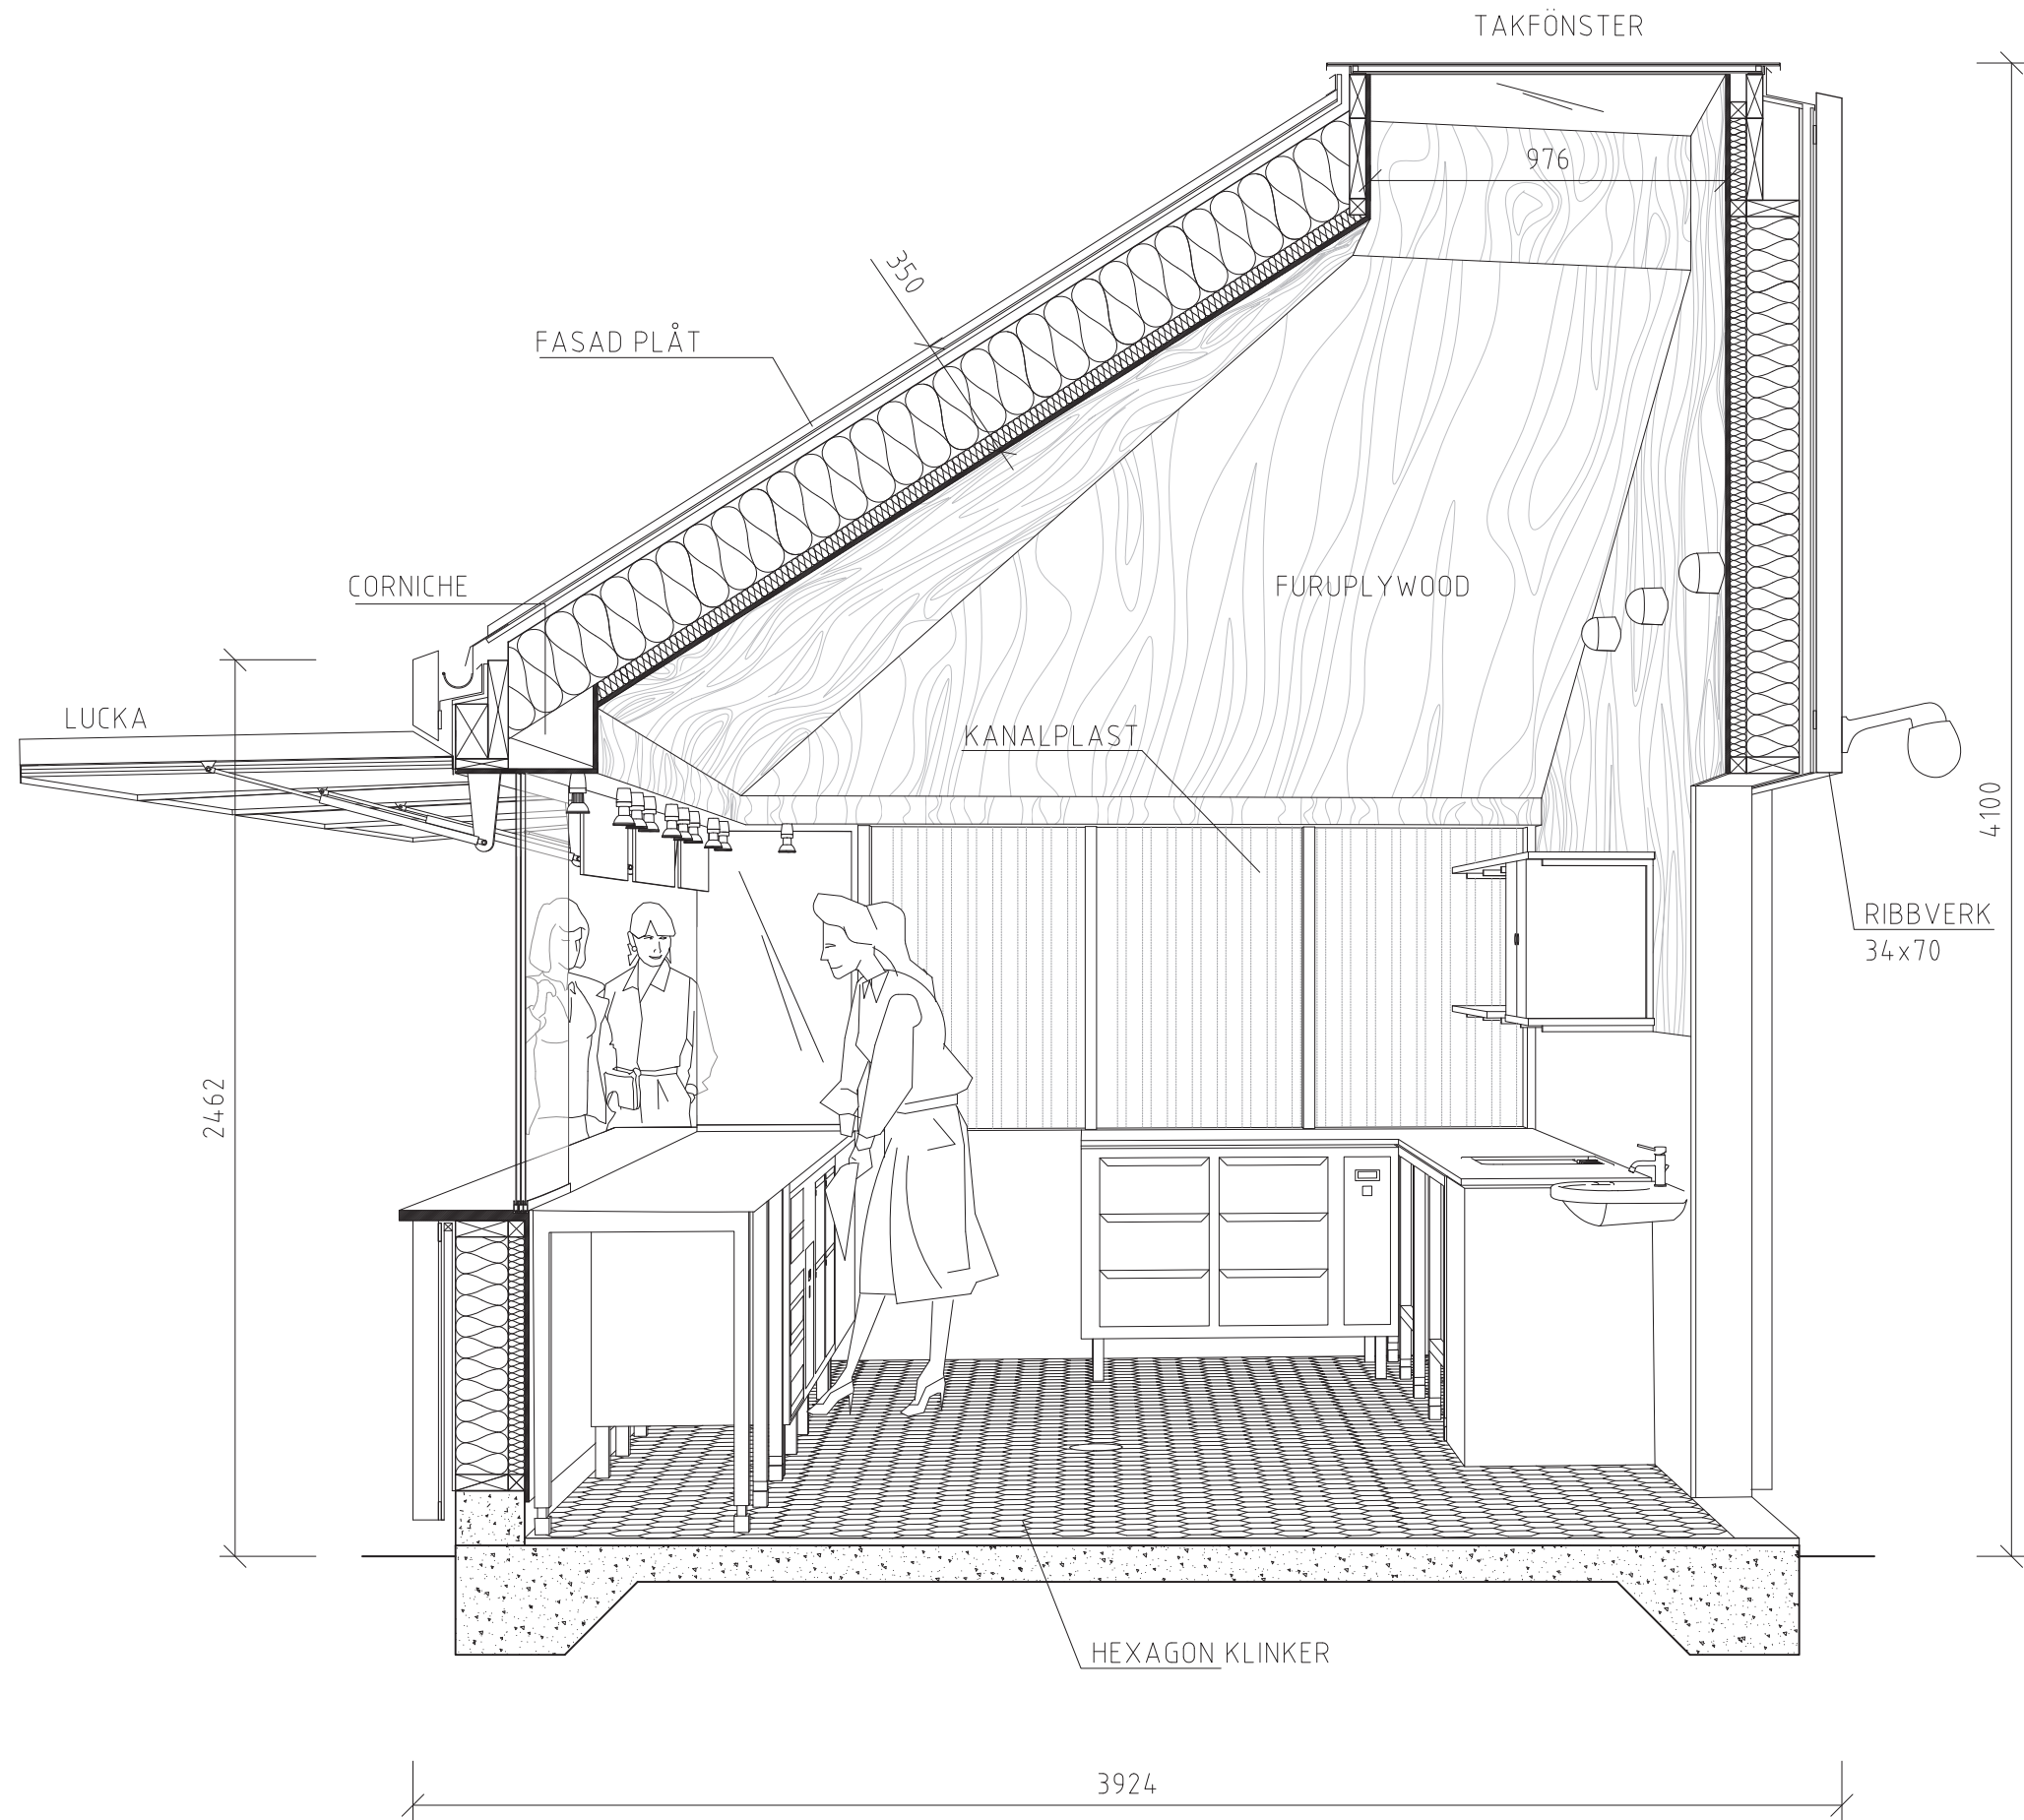 TAKFÖNSTER
976
350
FASAD PLÅT
CORNICHE
FURUPLYWOOD
LUCKA
KANALPLAST
4100
RIBBVERK
34x70
2462
HEXAGON KLINKER
3924